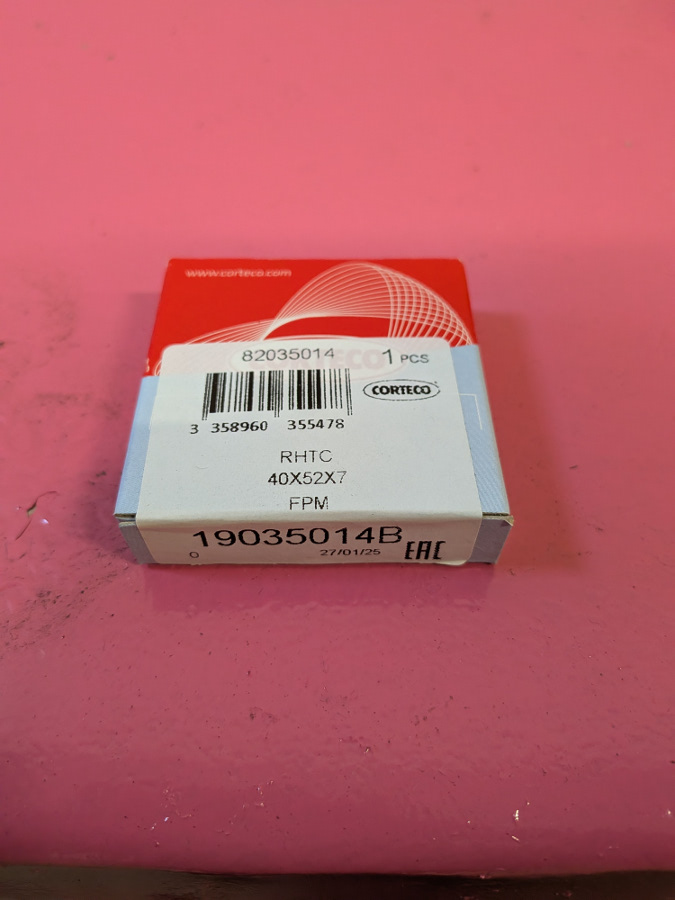 www.corteco.com
82035014 1 PCS
CORTECO
3 358960 355478
RHTC
40X52X7
FPM
19035014B
0 27/01/25 EAC